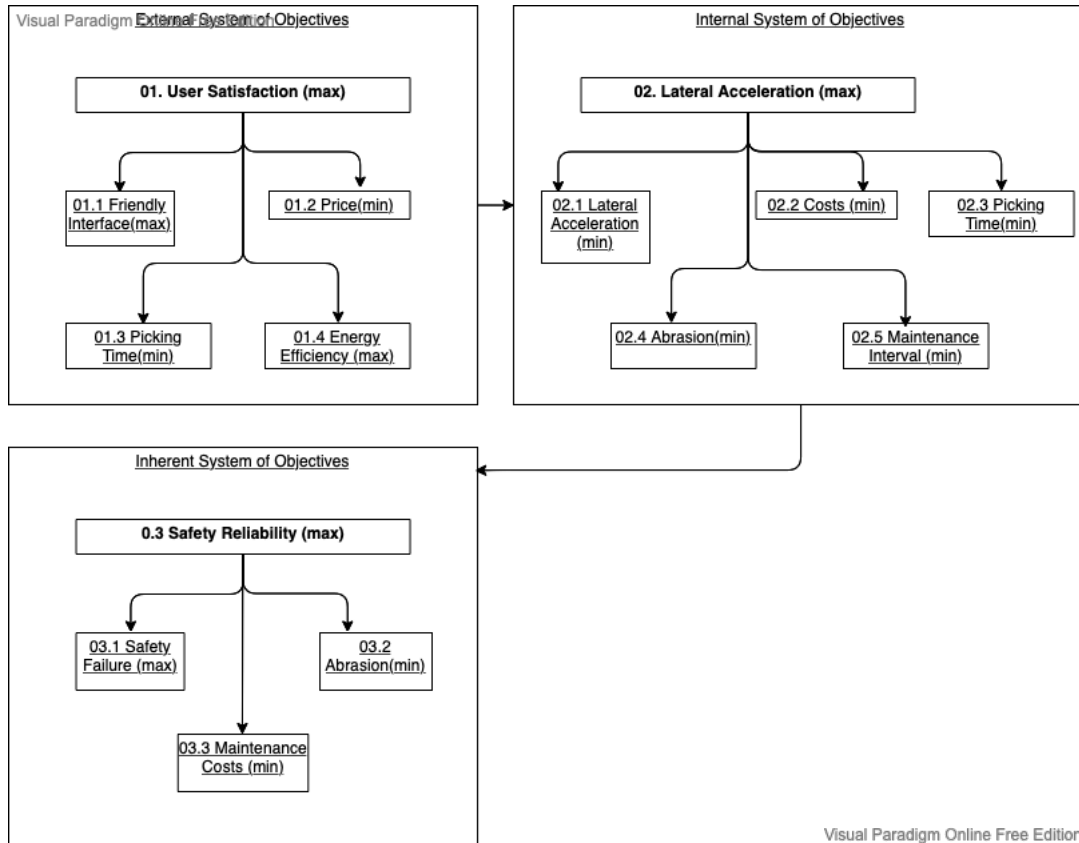 Visual Paradigm Online Free Edition
External System of Objectives
Internal System of Objectives
01. User Satisfaction (max)
02. Lateral Acceleration (max)
01.1 Friendly
Interface(max)
01.2 Price(min)
02.1 Lateral
Acceleration
(min)
02.2 Costs (min)
02.3 Picking
Time(min)
01.3 Picking
Time(min)
01.4 Energy
Efficiency (max)
02.4 Abrasion(min)
02.5 Maintenance
Interval (min)
Inherent System of Objectives
0.3 Safety Reliability (max)
03.1 Safety
Failure (max)
03.2
Abrasion(min)
03.3 Maintenance
Costs (min)
Visual Paradigm Online Free Edition